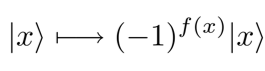 |x⟩ ⟼ (−1)^{f(x)}|x⟩